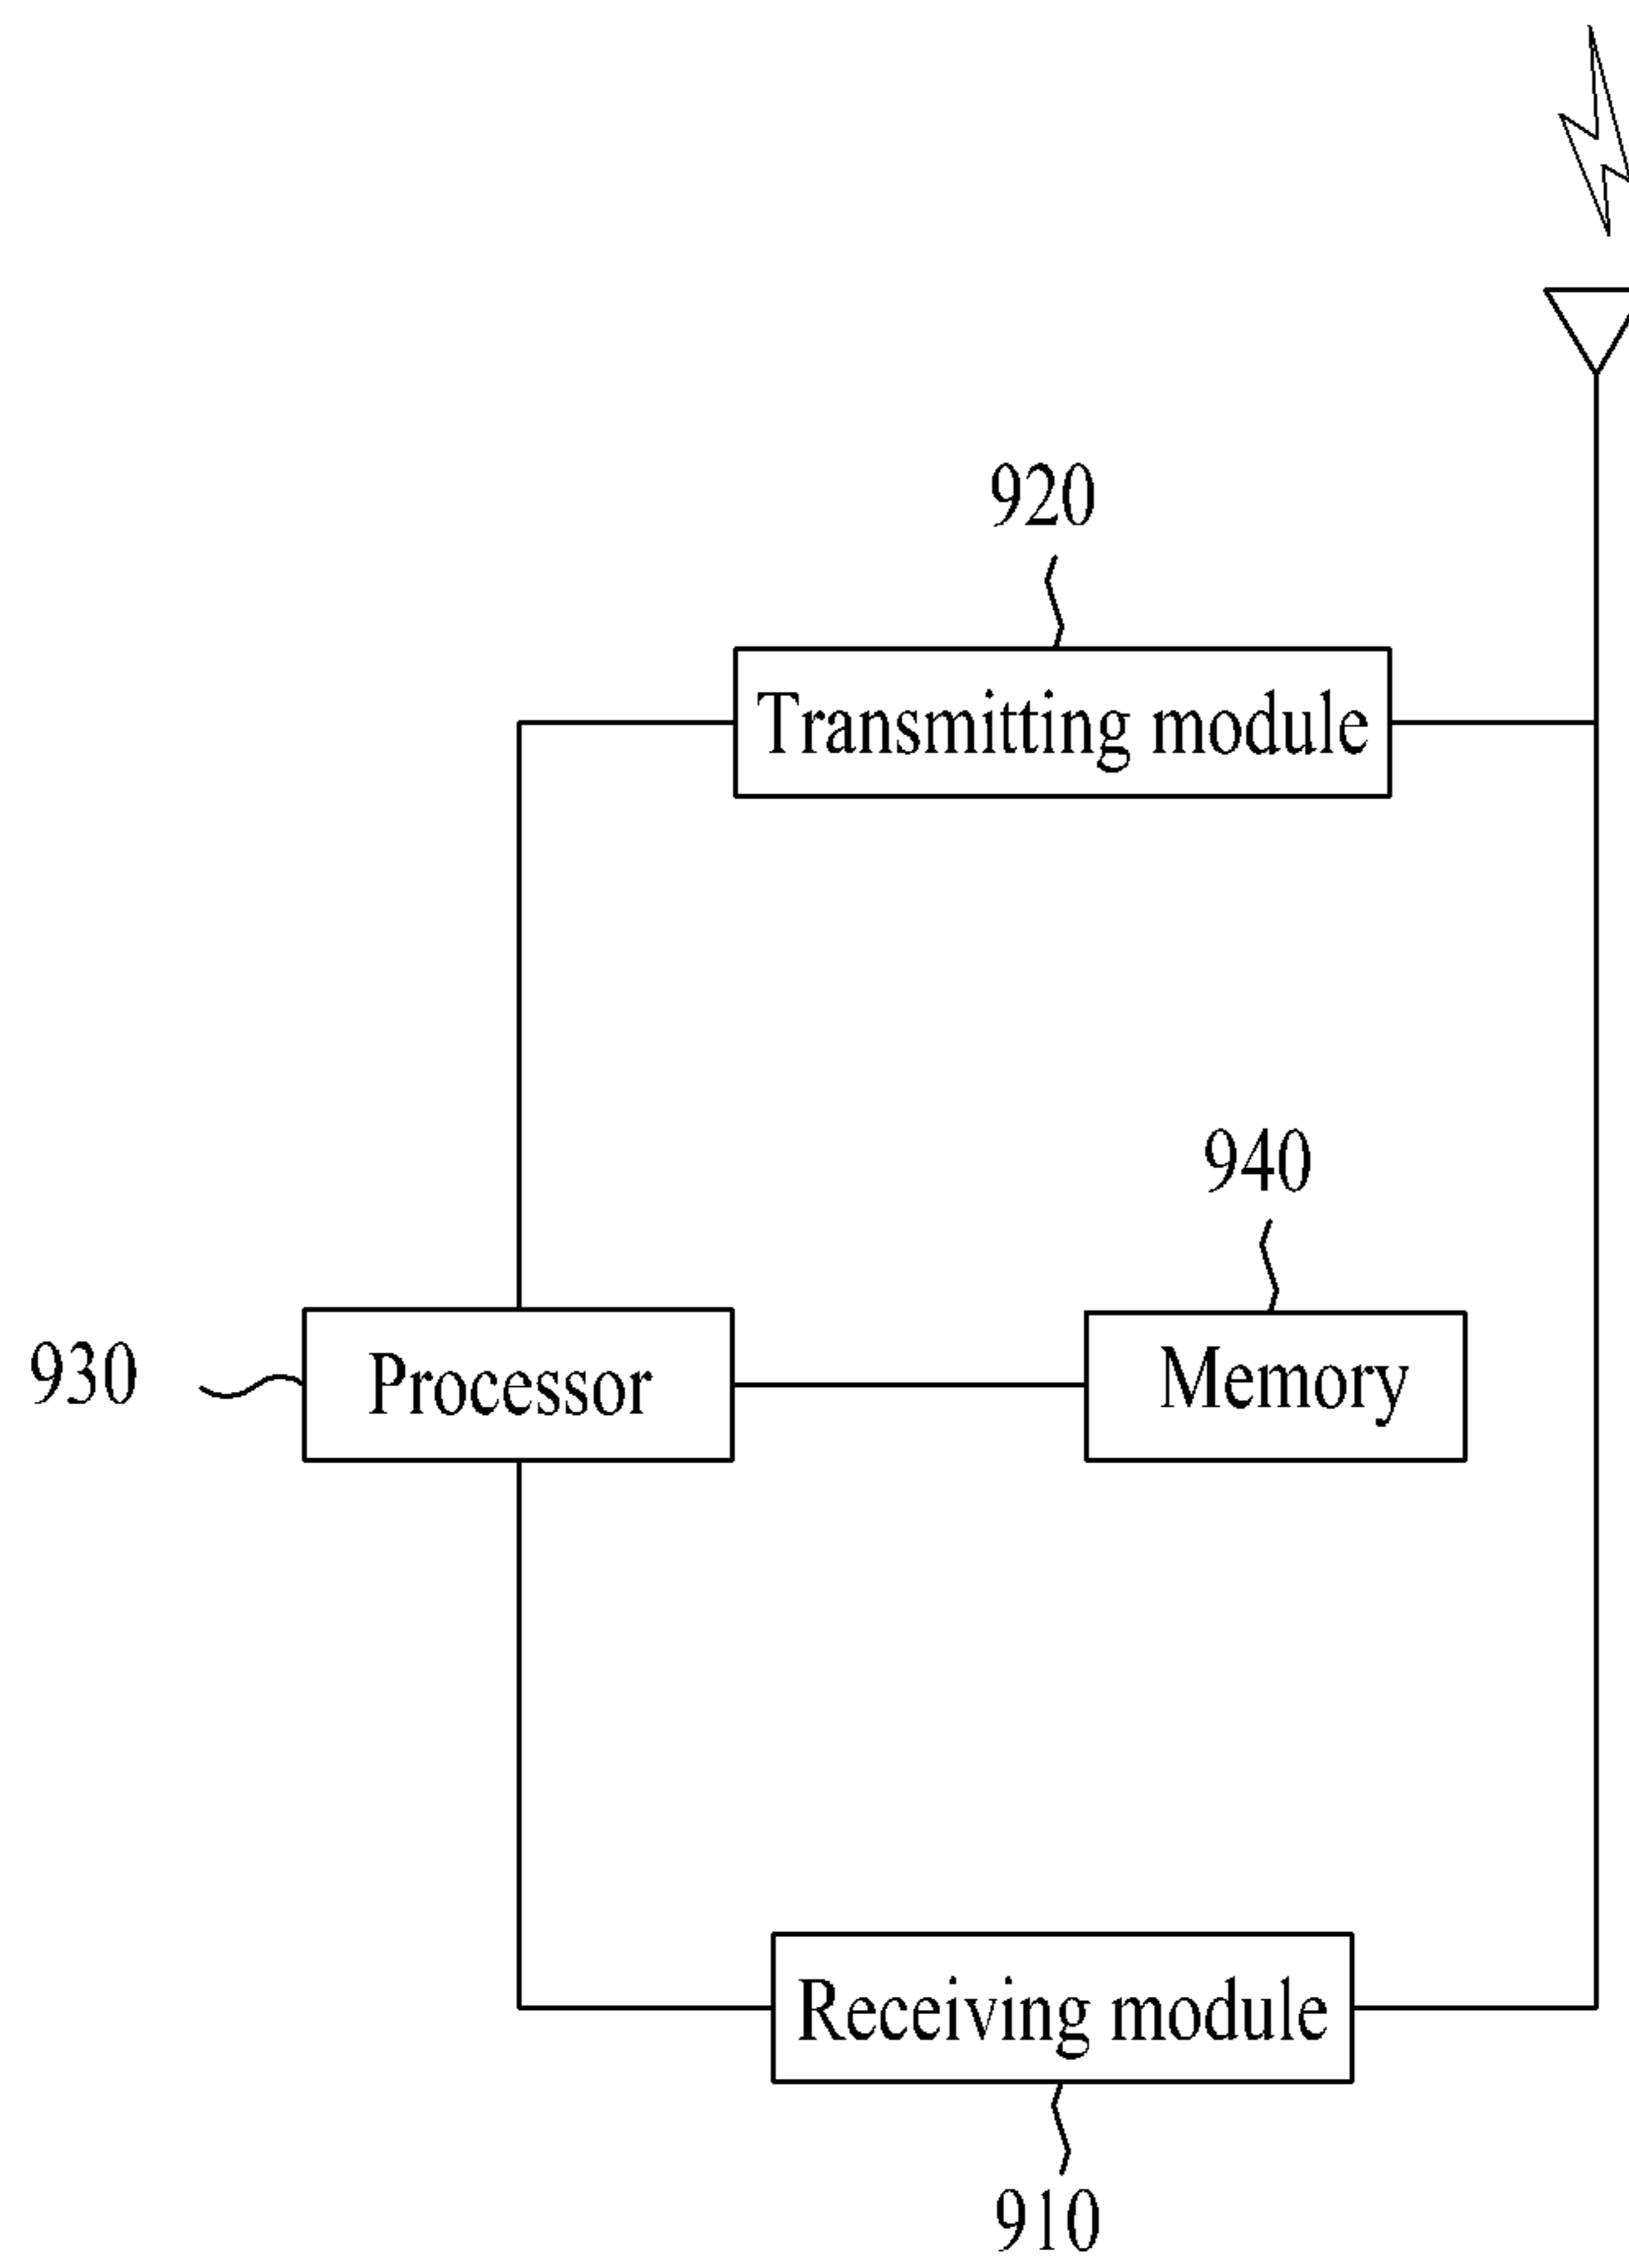 920
Transmitting module
940
930
Processor
Memory
Receiving module
910